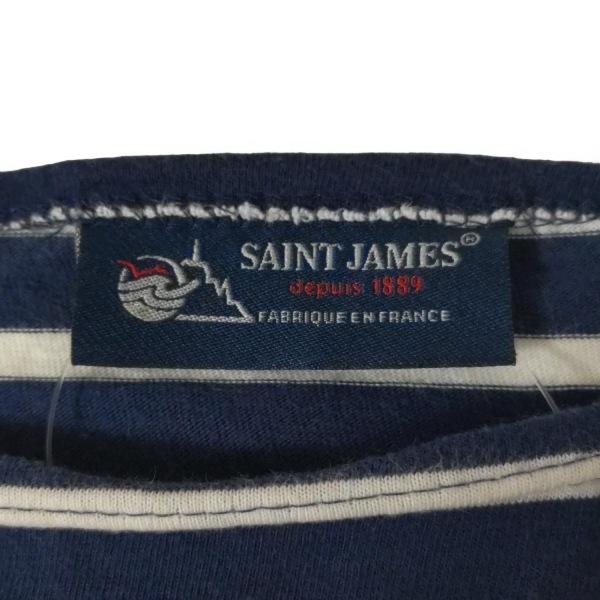 SAINT JAMES®
depuis 1889
FABRIQUE EN FRANCE